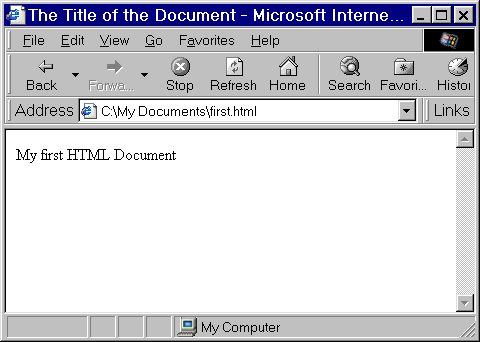 The Title of the Document - Microsoft Interne...
File Edit View Go Favorites Help
Back Forwa... Stop Refresh Home Search Favori... Histor
Address C:\My Documents\first.html Links
My first HTML Document
My Computer